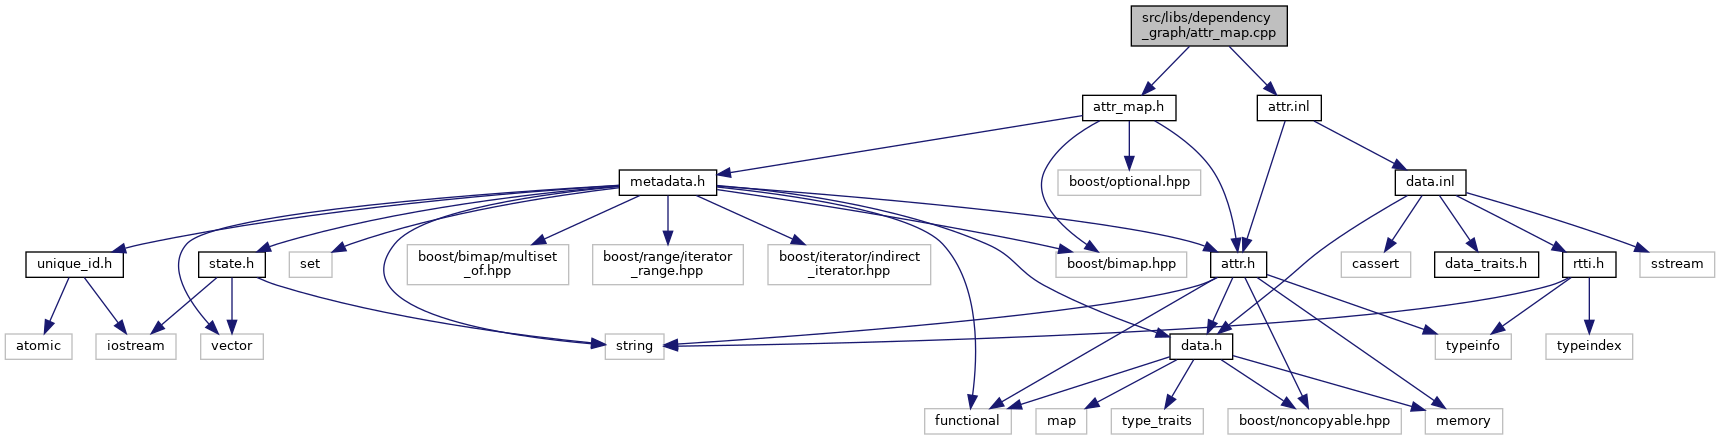 src/libs/dependency
_graph/attr_map.cpp
attr_map.h
attr.inl
metadata.h
boost/optional.hpp
data.inl
unique_id.h
state.h
set
boost/bimap/multiset
_of.hpp
boost/range/iterator
_range.hpp
boost/iterator/indirect
_iterator.hpp
boost/bimap.hpp
attr.h
cassert
data_traits.h
rtti.h
sstream
atomic
iostream
vector
string
data.h
typeinfo
typeindex
functional
map
type_traits
boost/noncopyable.hpp
memory